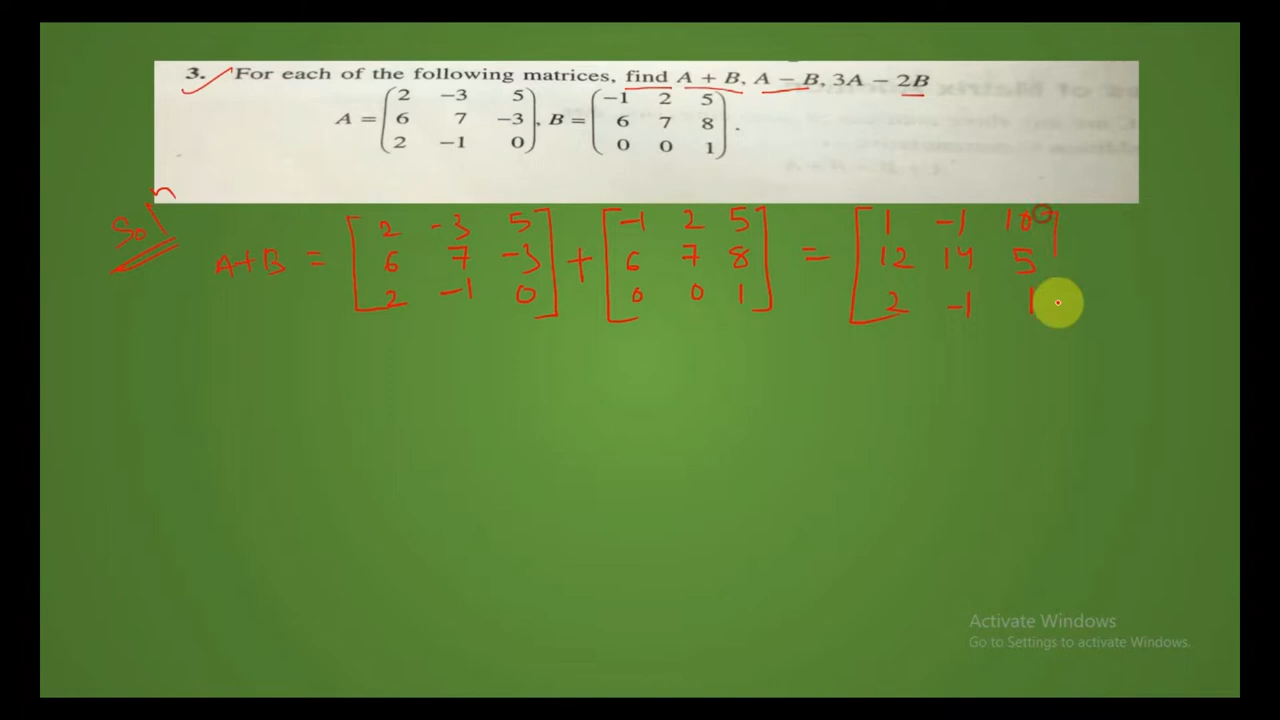 3. For each of the following matrices, find A + B, A − B, 3A − 2B
A = ( 2 −3 5 , B = ( −1 2 5
6 7 −3 6 7 8
2 −1 0 ) 0 0 1 ) .
Solⁿ
A+B = [ 2 -3 5 ] + [ -1 2 5 ] = [ 1 -1 10
6 7 -3 6 7 8 12 14 5
2 -1 0 0 0 1 2 -1 1
Activate Windows
Go to Settings to activate Windows.